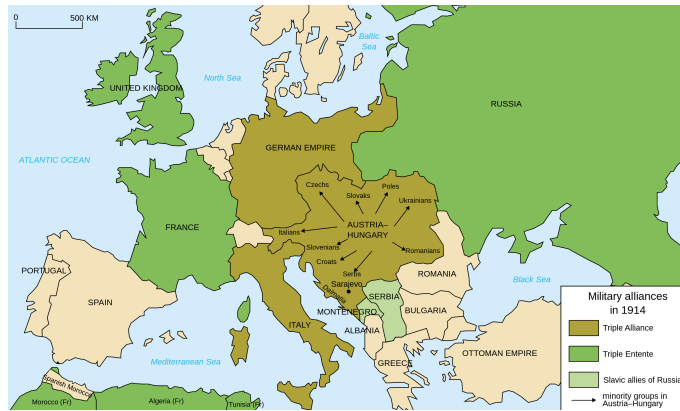 0 500 KM
Baltic
Sea
North Sea
UNITED KINGDOM
RUSSIA
ATLANTIC OCEAN
GERMAN EMPIRE
Czechs
Slovaks
Poles
Ukrainians
FRANCE
Italians
AUSTRIA–
HUNGARY
Slovenians
Croats
Romanians
Serbs
Sarajevo
Dalmatia
PORTUGAL
SPAIN
ROMANIA
Black Sea
SERBIA
MONTENEGRO
BULGARIA
ITALY
ALBANIA
GREECE
OTTOMAN EMPIRE
Mediterranean Sea
Spanish Morocco
Morocco (Fr)
Algeria (Fr)
Tunisia (Fr)
Military alliances
in 1914
Triple Alliance
Triple Entente
Slavic allies of Russia
minority groups in
Austria–Hungary